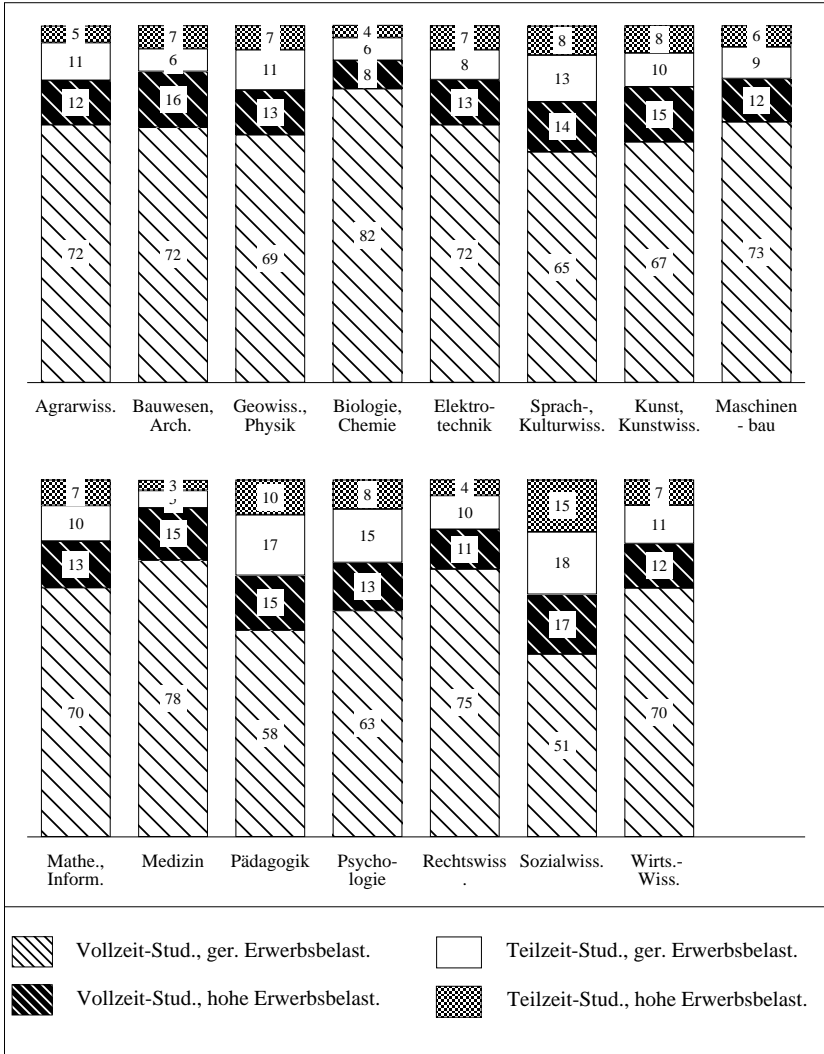 5 7 7 4 7 8 8 6
11 6 11 6 8 13 10 9
12 16 13 8 13 14 15 12
72 72 69 82 72 65 67 73
Agrarwiss. Bauwesen, Geowiss., Biologie, Elektro- Sprach-, Kunst, Maschinen
Arch. Physik Chemie technik Kulturwiss. Kunstwiss. - bau
7 3 10 8 4 15 7
10 17 15 10 18 11
13 15 15 13 11 17 12
70 78 58 63 75 51 70
Mathe., Medizin Pädagogik Psycho- Rechtswiss Sozialwiss. Wirts.-
Inform. logie . Wiss.
Vollzeit-Stud., ger. Erwerbsbelast. Teilzeit-Stud., ger. Erwerbsbelast.
Vollzeit-Stud., hohe Erwerbsbelast. Teilzeit-Stud., hohe Erwerbsbelast.